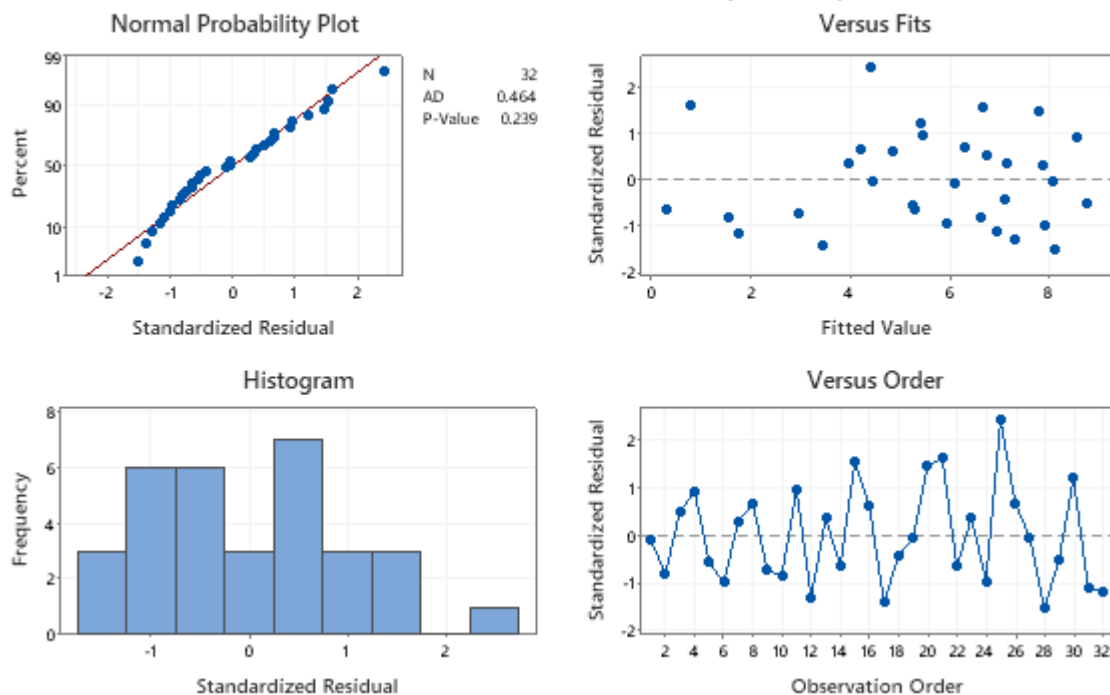 Normal Probability Plot
99
90
50
10
1
Percent
-2 -1 0 1 2
Standardized Residual
N 32
AD 0.464
P-Value 0.239
Versus Fits
2
1
0
-1
-2
Standardized Residual
0 2 4 6 8
Fitted Value
Histogram
8
6
4
2
0
Frequency
-1 0 1 2
Standardized Residual
Versus Order
2
1
0
-1
-2
Standardized Residual
2 4 6 8 10 12 14 16 18 20 22 24 26 28 30 32
Observation Order